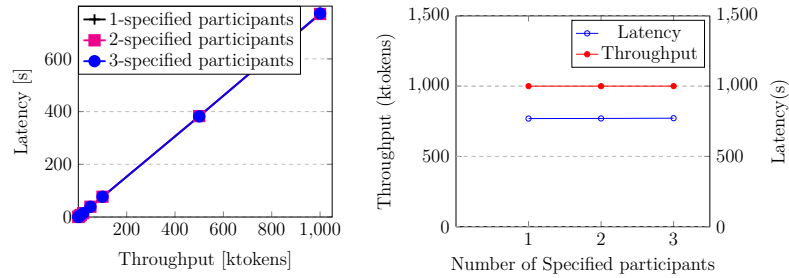 1-specified participants
2-specified participants
3-specified participants
Latency [s]
800
600
400
200
0
200 400 600 800 1,000
Throughput [ktokens]
Latency
Throughput
Throughput (ktokens)
1,500
1,000
500
0
1,500
1,000
500
0
Latency(s)
1 2 3
Number of Specified participants